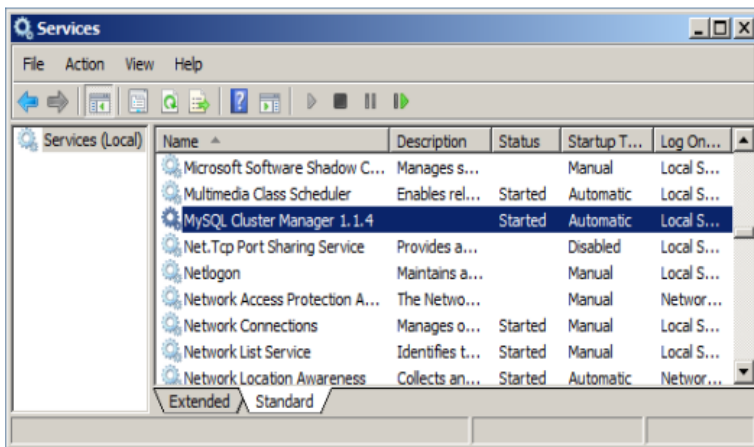 Services
File Action View Help
Services (Local)
Name Description Status Startup T... Log On...
Microsoft Software Shadow C... Manages s... Manual Local S...
Multimedia Class Scheduler Enables rel... Started Automatic Local S...
MySQL Cluster Manager 1.1.4 Started Automatic Local S...
Net.Tcp Port Sharing Service Provides a... Disabled Local S...
Netlogon Maintains a... Manual Local S...
Network Access Protection A... The Netwo... Manual Networ...
Network Connections Manages o... Started Manual Local S...
Network List Service Identifies t... Started Manual Local S...
Network Location Awareness Collects an... Started Automatic Networ...
Extended Standard